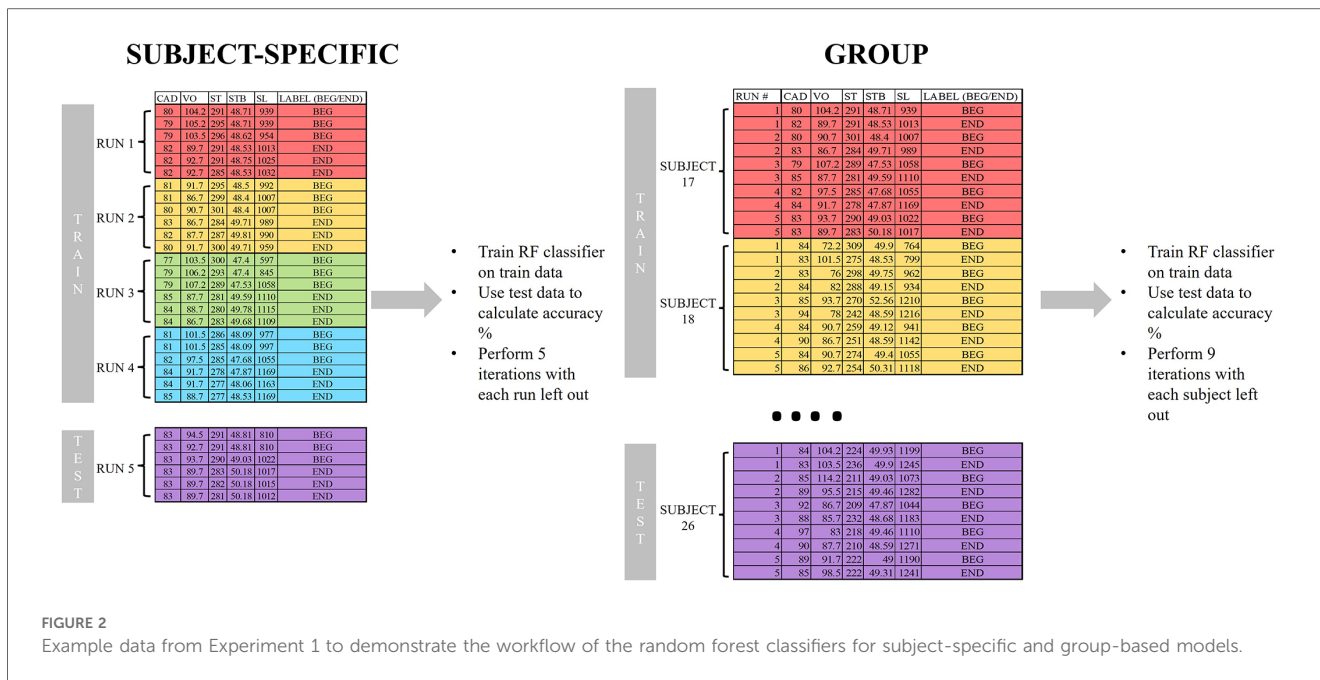 SUBJECT-SPECIFIC
CAD VO ST STB SL LABEL (BEG/END)
TRAIN
RUN 1
80 104.2 291 48.71 939 BEG
79 105.2 295 48.71 939 BEG
79 103.5 296 48.62 954 BEG
82 89.7 291 48.53 1013 END
82 92.7 291 48.75 1025 END
82 92.7 285 48.53 1032 END
RUN 2
81 91.7 295 48.5 992 BEG
81 86.7 299 48.4 1007 BEG
80 90.7 301 48.4 1007 BEG
83 86.7 284 49.71 989 END
82 87.7 287 49.81 990 END
80 91.7 300 49.71 959 END
RUN 3
77 103.5 300 47.4 597 BEG
79 106.2 293 47.4 845 BEG
79 107.2 289 47.53 1058 BEG
85 87.7 281 49.59 1110 END
84 88.7 280 49.78 1115 END
84 86.7 283 49.68 1109 END
RUN 4
81 101.5 286 48.09 977 BEG
81 101.5 285 48.09 997 BEG
82 97.5 285 47.68 1055 BEG
84 91.7 278 47.87 1169 END
84 91.7 277 48.06 1163 END
85 88.7 277 48.53 1169 END
TEST
RUN 5
83 94.5 291 48.81 810 BEG
83 92.7 291 48.81 810 BEG
83 93.7 290 49.03 1022 BEG
83 89.7 283 50.18 1017 END
83 89.7 282 50.18 1015 END
83 89.7 281 50.18 1012 END
• Train RF classifier
on train data
• Use test data to
calculate accuracy
%
• Perform 5
iterations with
each run left out
GROUP
RUN # CAD VO ST STB SL LABEL (BEG/END)
TRAIN
SUBJECT
17
1 80 104.2 291 48.71 939 BEG
1 82 89.7 291 48.53 1013 END
2 80 90.7 301 48.4 1007 BEG
2 83 86.7 284 49.71 989 END
3 79 107.2 289 47.53 1058 BEG
3 85 87.7 281 49.59 1110 END
4 82 97.5 285 47.68 1055 BEG
4 84 91.7 278 47.87 1169 END
5 83 93.7 290 49.03 1022 BEG
5 83 89.7 283 50.18 1017 END
SUBJECT
18
1 84 72.2 309 49.9 764 BEG
1 83 101.5 275 48.53 799 END
2 83 76 298 49.75 962 BEG
2 84 82 288 49.15 934 END
3 85 93.7 270 52.56 1210 BEG
3 94 78 242 48.59 1216 END
4 84 90.7 259 49.12 941 BEG
4 90 86.7 251 48.59 1142 END
5 84 90.7 274 49.4 1055 BEG
5 86 92.7 254 50.31 1118 END
TEST
SUBJECT
26
1 84 104.2 224 49.93 1199 BEG
1 83 103.5 236 49.9 1245 END
2 85 114.2 211 49.03 1073 BEG
2 89 95.5 215 49.46 1282 END
3 92 86.7 209 47.87 1044 BEG
3 88 85.7 232 48.68 1183 END
4 97 83 218 49.46 1110 BEG
4 90 87.7 210 48.59 1271 END
5 89 91.7 222 49 1190 BEG
5 85 98.5 222 49.31 1241 END
• Train RF classifier
on train data
• Use test data to
calculate accuracy
%
• Perform 9
iterations with
each subject left
out
FIGURE 2
Example data from Experiment 1 to demonstrate the workflow of the random forest classifiers for subject-specific and group-based models.